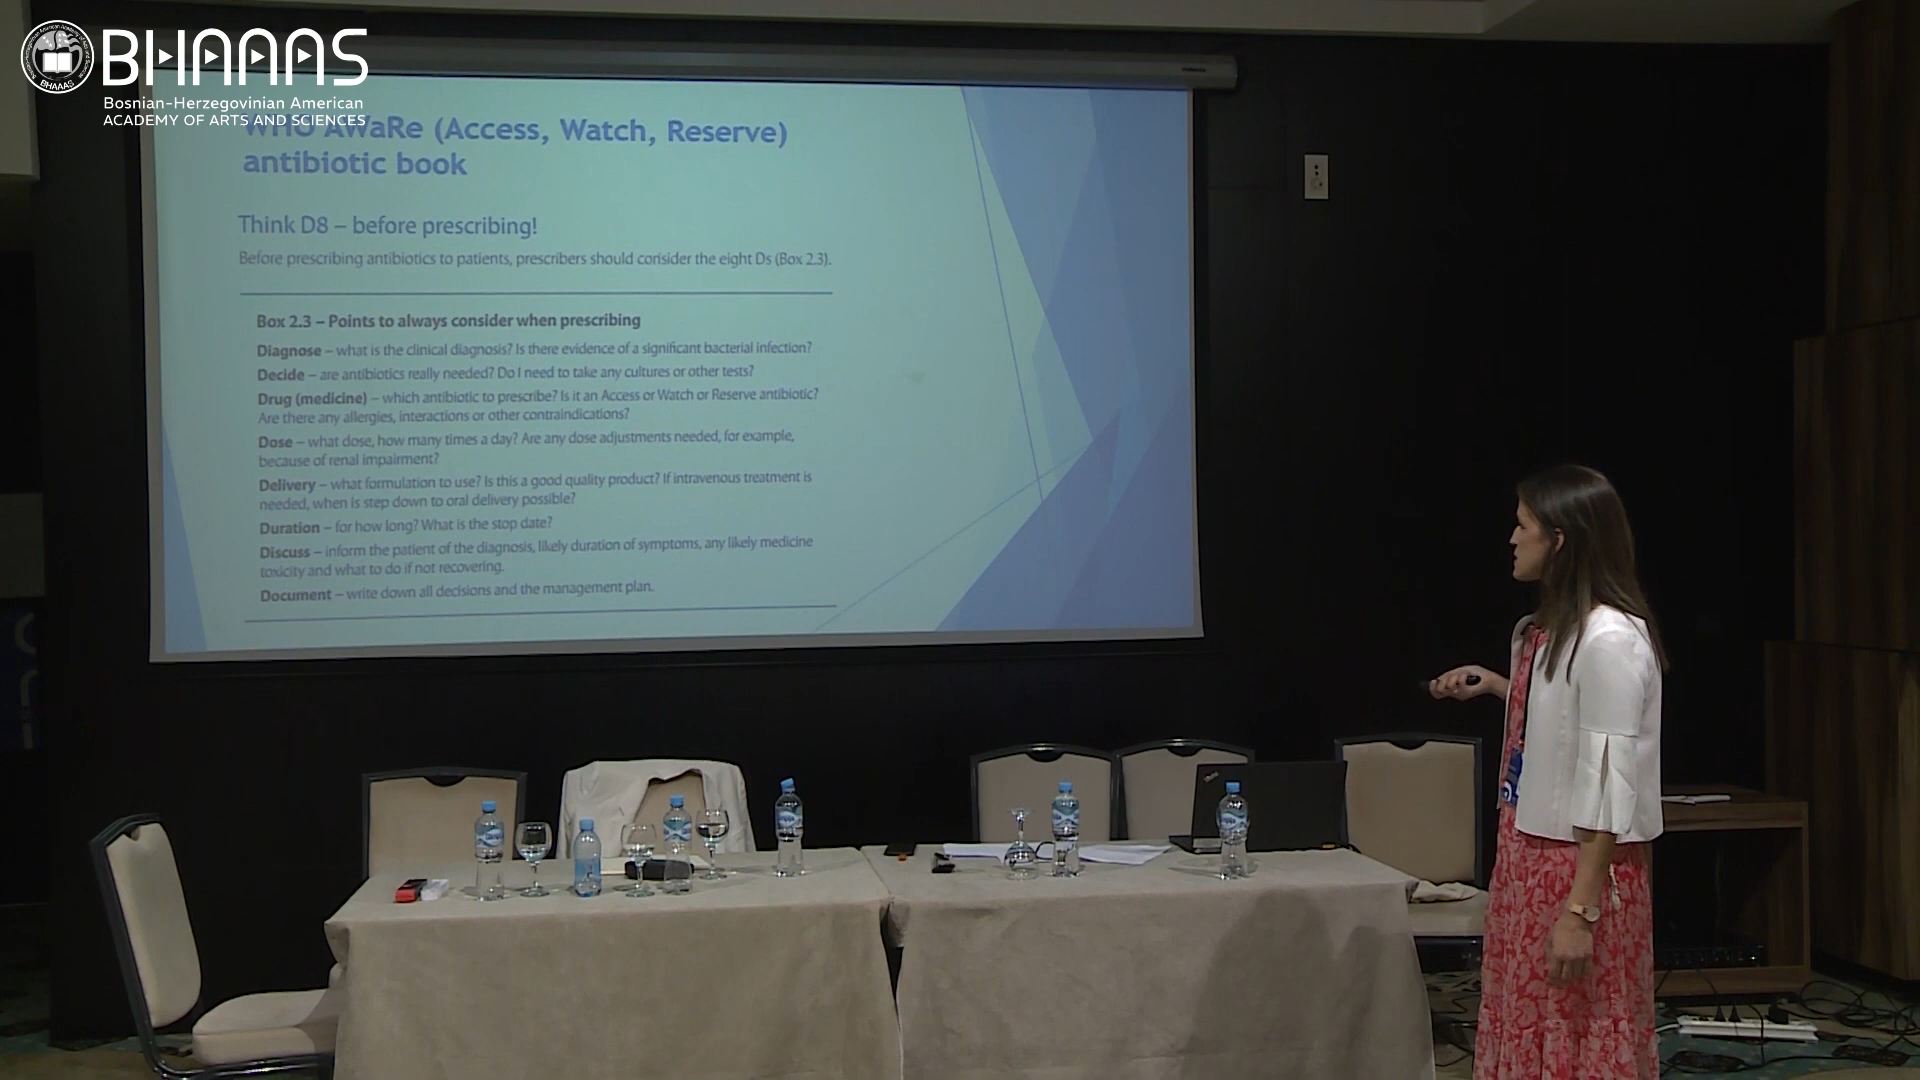 BHAAAS
Bosnian-Herzegovinian American
ACADEMY OF ARTS AND SCIENCES
BHAAAS
WHO AWaRe (Access, Watch, Reserve)
antibiotic book
Think D8 – before prescribing!
Before prescribing antibiotics to patients, prescribers should consider the eight Ds (Box 2.3).
Box 2.3 – Points to always consider when prescribing
Diagnose – what is the clinical diagnosis? Is there evidence of a significant bacterial infection?
Decide – are antibiotics really needed? Do I need to take any cultures or other tests?
Drug (medicine) – which antibiotic to prescribe? Is it an Access or Watch or Reserve antibiotic?
Are there any allergies, interactions or other contraindications?
Dose – what dose, how many times a day? Are any dose adjustments needed, for example,
because of renal impairment?
Delivery – what formulation to use? Is this a good quality product? If intravenous treatment is
needed, when is step down to oral delivery possible?
Duration – for how long? What is the stop date?
Discuss – inform the patient of the diagnosis, likely duration of symptoms, any likely medicine
toxicity and what to do if not recovering.
Document – write down all decisions and the management plan.